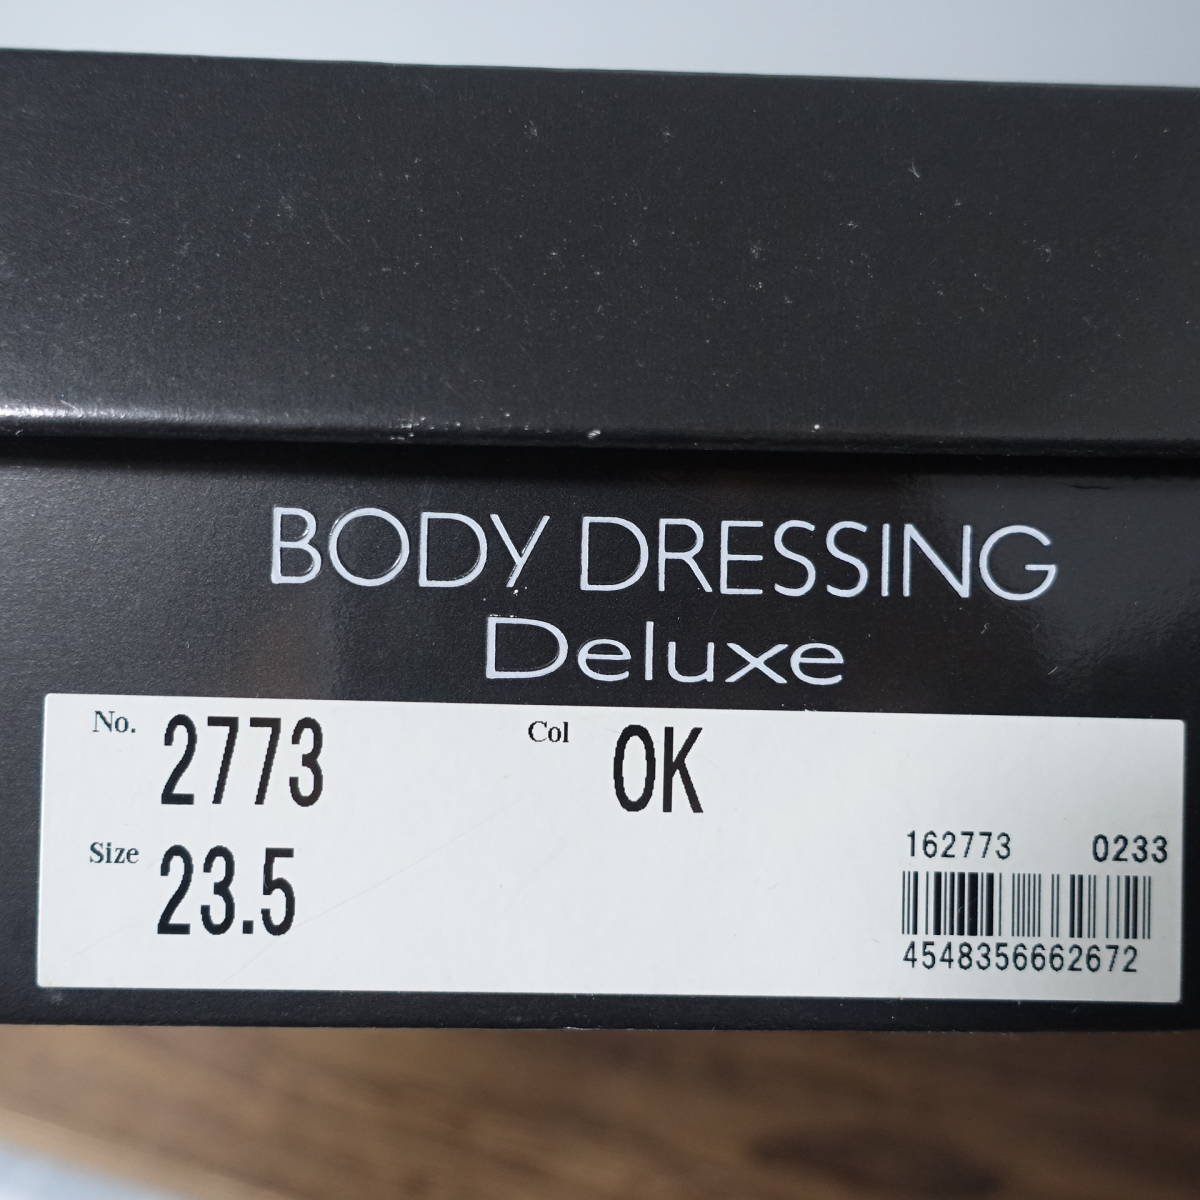 BODY DRESSING
Deluxe
No. 2773 Col OK
Size 23.5
162773 0233
4548356662672